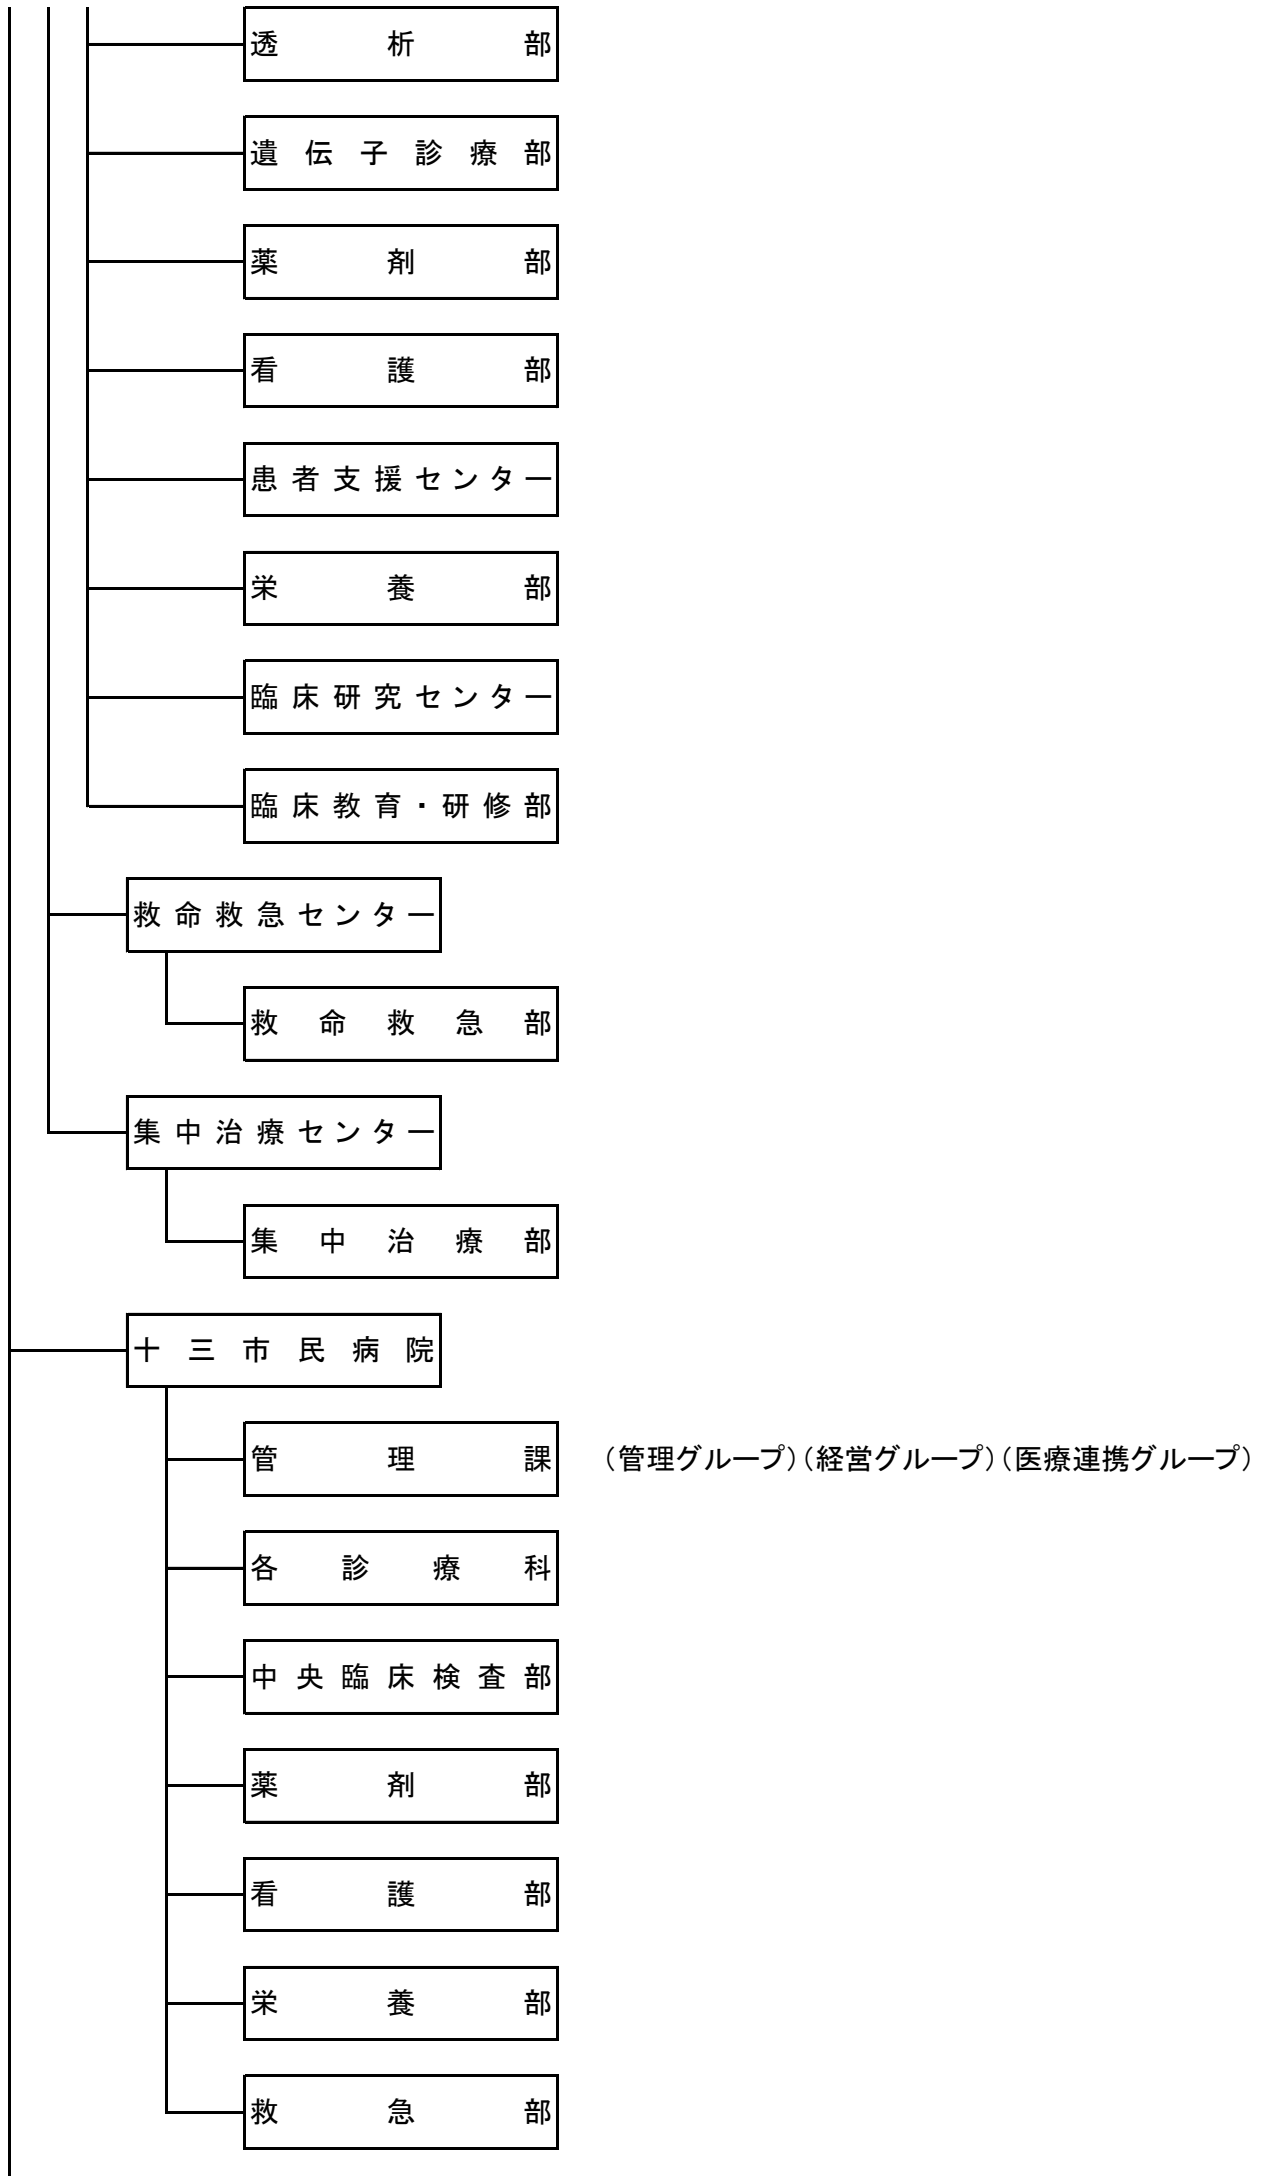 透析部
遺伝子診療部
薬剤部
看護部
患者支援センター
栄養部
臨床研究センター
臨床教育・研修部
救命救急センター
救命救急部
集中治療センター
集中治療部
十三市民病院
管理課 （管理グループ）（経営グループ）（医療連携グループ）
各診療科
中央臨床検査部
薬剤部
看護部
栄養部
救急部